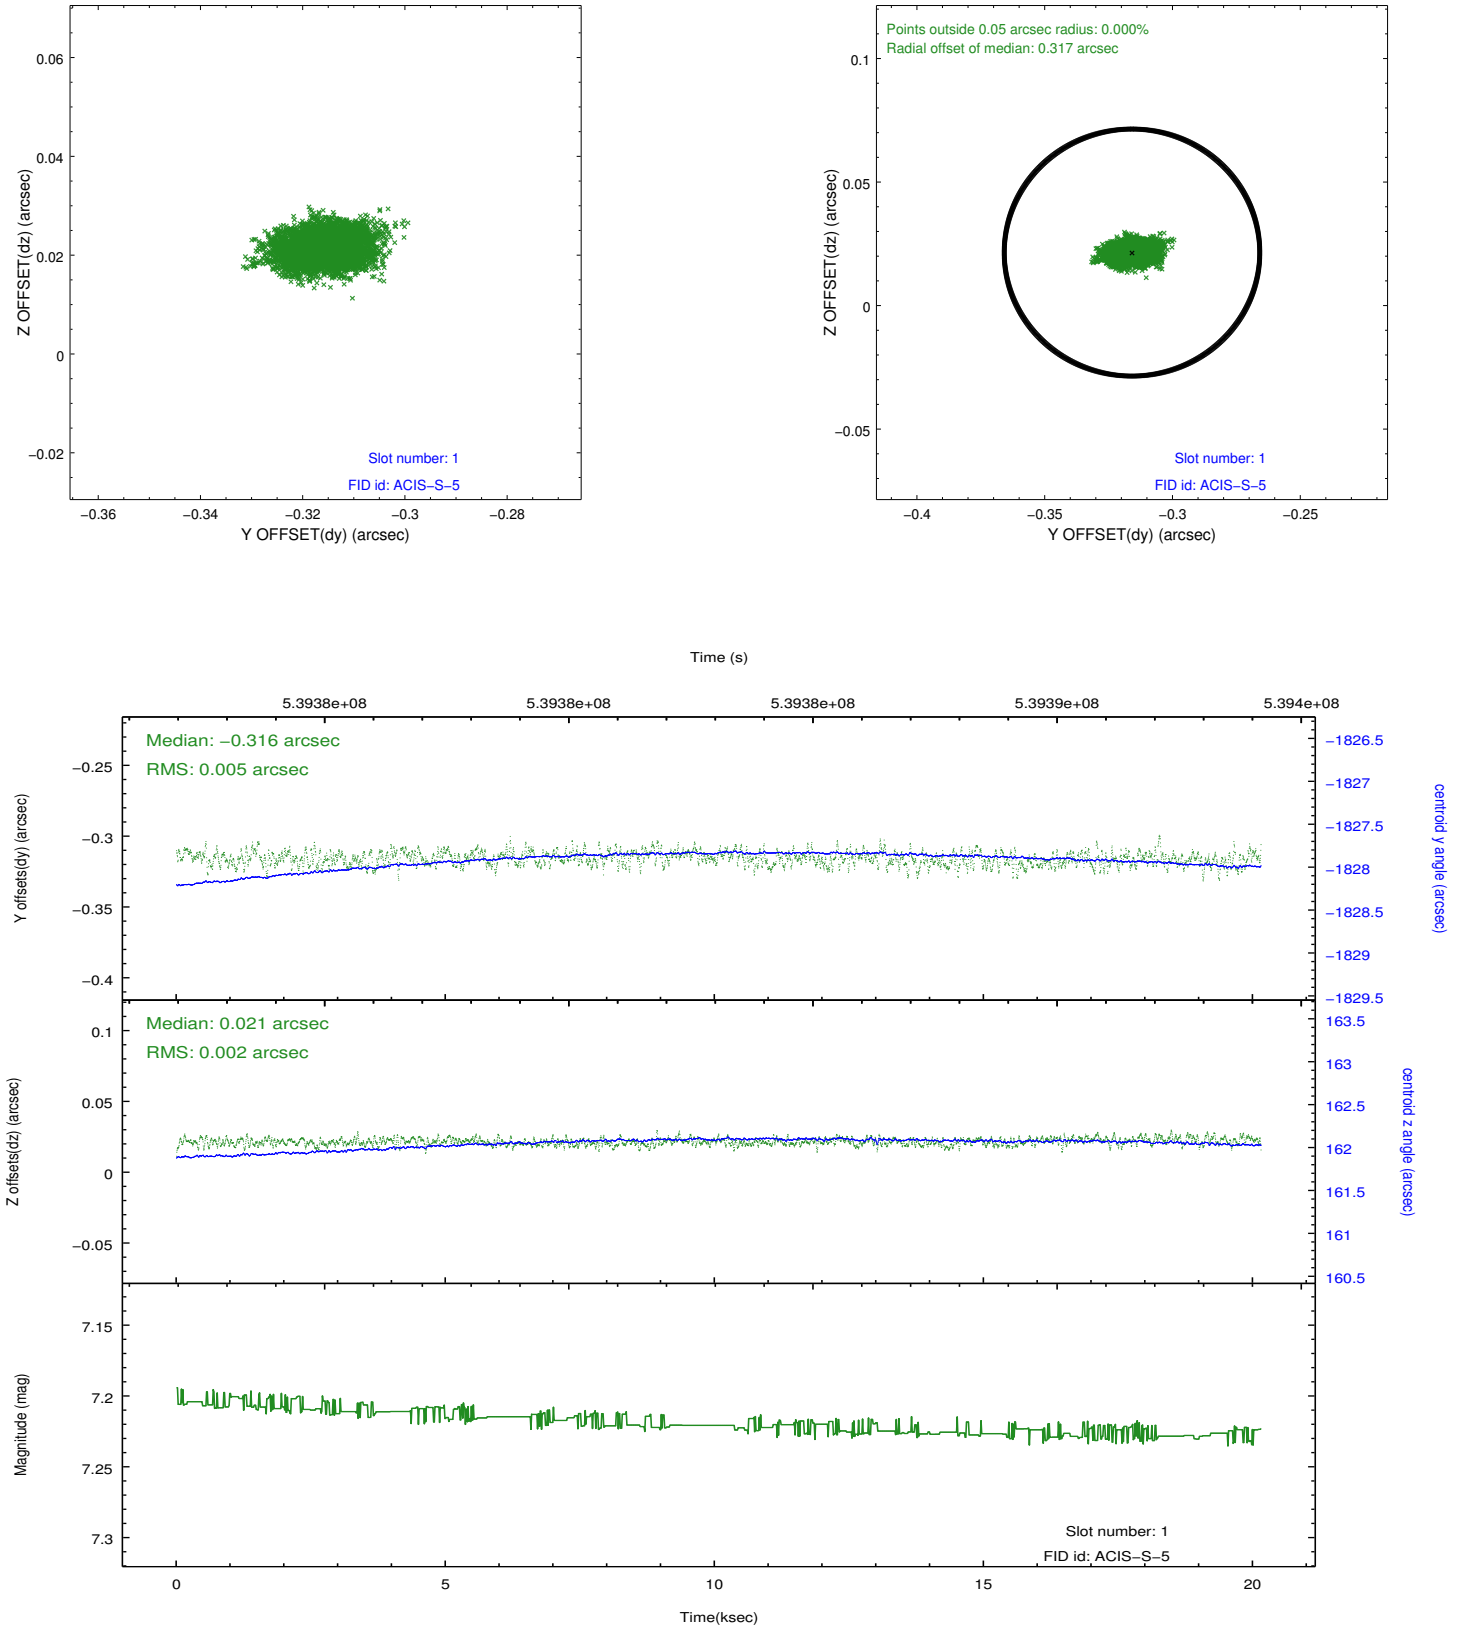 0.06
0.04
0.02
0
−0.02
Z OFFSET(dz) (arcsec)
Slot number: 1
FID id: ACIS−S−5
−0.36 −0.34 −0.32 −0.3 −0.28
Y OFFSET(dy) (arcsec)
Points outside 0.05 arcsec radius: 0.000%
Radial offset of median: 0.317 arcsec
0.1
0.05
0
−0.05
Z OFFSET(dz) (arcsec)
Slot number: 1
FID id: ACIS−S−5
−0.4 −0.35 −0.3 −0.25
Y OFFSET(dy) (arcsec)
Time (s)
5.3938e+08 5.3938e+08 5.3938e+08 5.3939e+08 5.394e+08
Median: −0.316 arcsec
RMS: 0.005 arcsec
−0.25
−0.3
−0.35
−0.4
Y offsets(dy) (arcsec)
−1826.5
−1827
−1827.5
−1828
−1828.5
−1829
−1829.5
centroid y angle (arcsec)
Median: 0.021 arcsec
RMS: 0.002 arcsec
0.1
0.05
0
−0.05
Z offsets(dz) (arcsec)
163.5
163
162.5
162
161.5
161
160.5
centroid z angle (arcsec)
7.15
7.2
7.25
7.3
Magnitude (mag)
Slot number: 1
FID id: ACIS−S−5
0 5 10 15 20
Time(ksec)